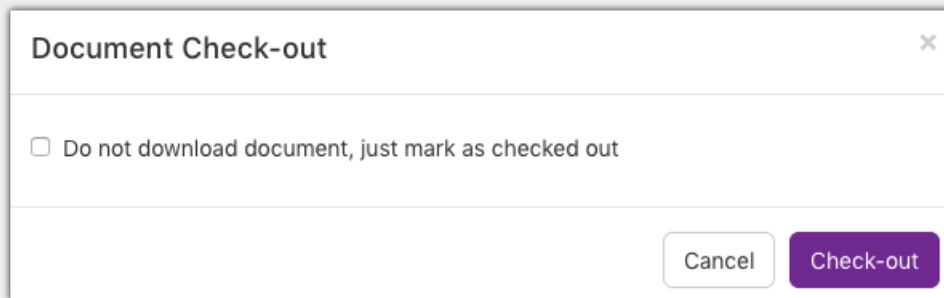 Document Check-out
×
Do not download document, just mark as checked out
Cancel
Check-out